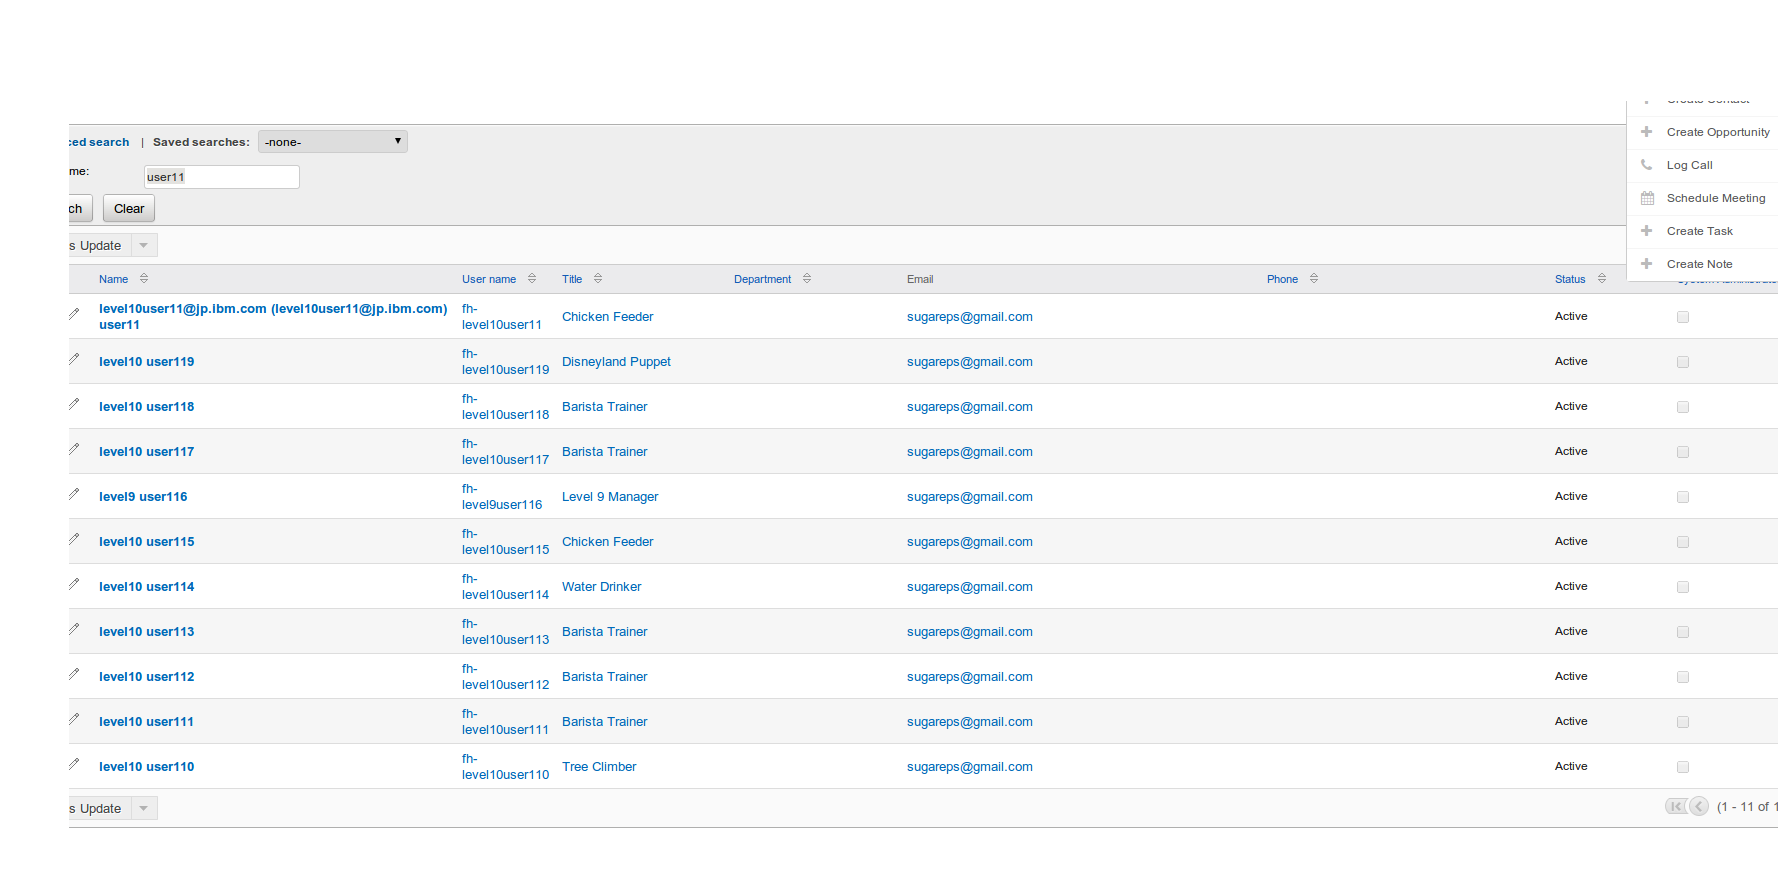 Create Contact
ced search | Saved searches: -none-
Create Opportunity
me: user11
Log Call
ch Clear
Schedule Meeting
s Update
Create Task
Create Note
Name User name Title Department Email Phone Status System Administrator
level10user11@jp.ibm.com (level10user11@jp.ibm.com)
user11
fh-
level10user11
Chicken Feeder sugareps@gmail.com Active
level10 user119
fh-
level10user119
Disneyland Puppet sugareps@gmail.com Active
level10 user118
fh-
level10user118
Barista Trainer sugareps@gmail.com Active
level10 user117
fh-
level10user117
Barista Trainer sugareps@gmail.com Active
level9 user116
fh-
level9user116
Level 9 Manager sugareps@gmail.com Active
level10 user115
fh-
level10user115
Chicken Feeder sugareps@gmail.com Active
level10 user114
fh-
level10user114
Water Drinker sugareps@gmail.com Active
level10 user113
fh-
level10user113
Barista Trainer sugareps@gmail.com Active
level10 user112
fh-
level10user112
Barista Trainer sugareps@gmail.com Active
level10 user111
fh-
level10user111
Barista Trainer sugareps@gmail.com Active
level10 user110
fh-
level10user110
Tree Climber sugareps@gmail.com Active
s Update (1 - 11 of 1